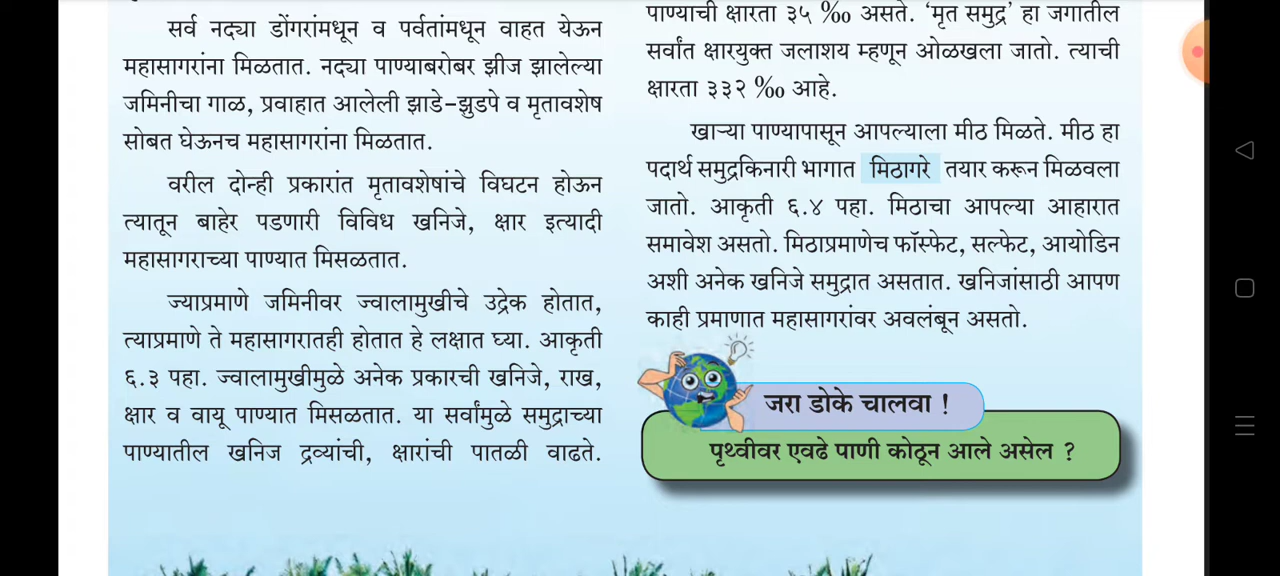 सर्व नद्या डोंगरांमधून व पर्वतांमधून वाहत येऊन
महासागरांना मिळतात. नद्या पाण्याबरोबर झीज झालेल्या
जमिनीचा गाळ, प्रवाहात आलेली झाडे-झुडपे व मृतावशेष
सोबत घेऊनच महासागरांना मिळतात.
वरील दोन्ही प्रकारांत मृतावशेषांचे विघटन होऊन
त्यातून बाहेर पडणारी विविध खनिजे, क्षार इत्यादी
महासागराच्या पाण्यात मिसळतात.
ज्याप्रमाणे जमिनीवर ज्वालामुखीचे उद्रेक होतात,
त्याप्रमाणे ते महासागरातही होतात हे लक्षात घ्या. आकृती
६.३ पहा. ज्वालामुखीमुळे अनेक प्रकारची खनिजे, राख,
क्षार व वायू पाण्यात मिसळतात. या सर्वांमुळे समुद्राच्या
पाण्यातील खनिज द्रव्यांची, क्षारांची पातळी वाढते.
पाण्याची क्षारता ३५ ‰ असते. ‘मृत समुद्र’ हा जगातील
सर्वांत क्षारयुक्त जलाशय म्हणून ओळखला जातो. त्याची
क्षारता ३३२ ‰ आहे.
खाऱ्या पाण्यापासून आपल्याला मीठ मिळते. मीठ हा
पदार्थ समुद्रकिनारी भागात मिठागरे तयार करून मिळवला
जातो. आकृती ६.४ पहा. मिठाचा आपल्या आहारात
समावेश असतो. मिठाप्रमाणेच फॉस्फेट, सल्फेट, आयोडिन
अशी अनेक खनिजे समुद्रात असतात. खनिजांसाठी आपण
काही प्रमाणात महासागरांवर अवलंबून असतो.
जरा डोके चालवा !
पृथ्वीवर एवढे पाणी कोठून आले असेल ?